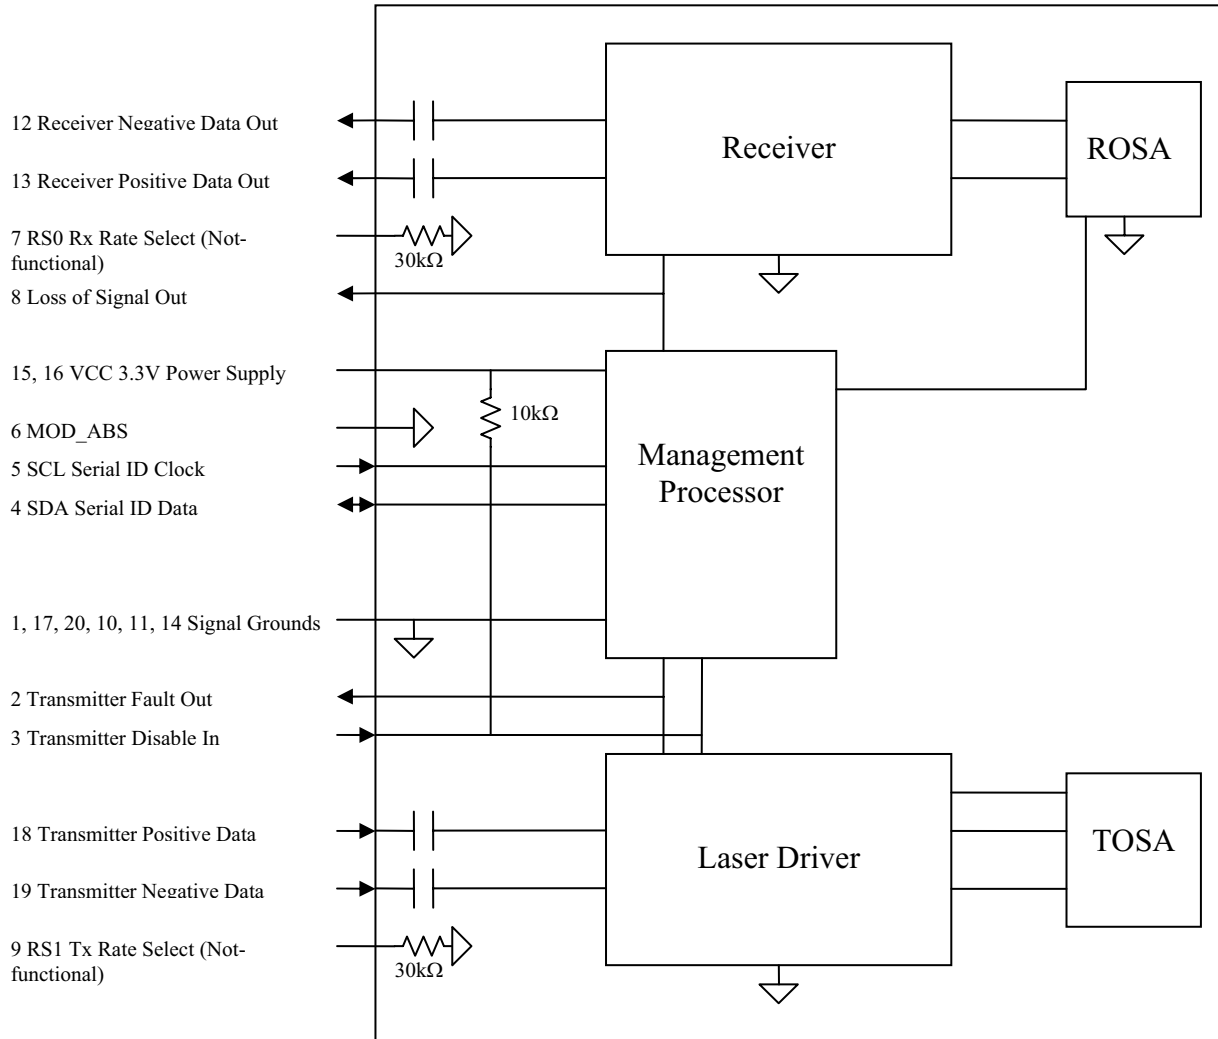 12 Receiver Negative Data Out
13 Receiver Positive Data Out
7 RS0 Rx Rate Select (Not-
functional)
30kΩ
8 Loss of Signal Out
Receiver
ROSA
15, 16 VCC 3.3V Power Supply
10kΩ
6 MOD_ABS
5 SCL Serial ID Clock
4 SDA Serial ID Data
Management
Processor
1, 17, 20, 10, 11, 14 Signal Grounds
2 Transmitter Fault Out
3 Transmitter Disable In
18 Transmitter Positive Data
19 Transmitter Negative Data
9 RS1 Tx Rate Select (Not-
functional)
30kΩ
Laser Driver
TOSA